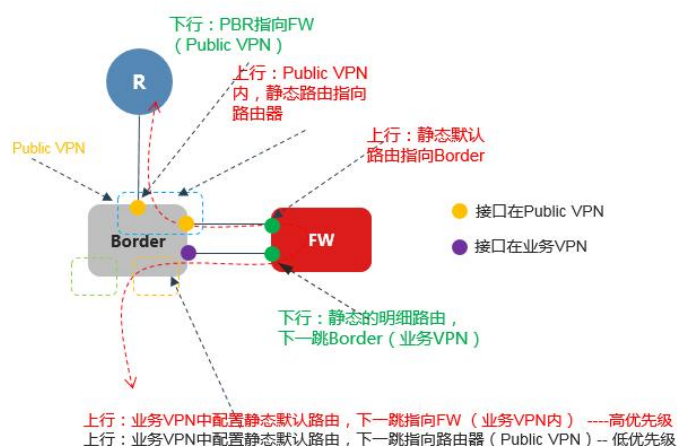 下行：PBR指向FW
（Public VPN）
上行：Public VPN
内，静态路由指向
路由器
R
Public VPN
上行：静态默认
路由指向Border
接口在Public VPN
Border
FW
接口在业务VPN
下行：静态的明细路由，
下一跳Border（业务VPN）
上行：业务VPN中配置静态默认路由，下一跳指向FW （业务VPN内） ----高优先级
上行：业务VPN中配置静态默认路由，下一跳指向路由器（Public VPN）-- 低优先级